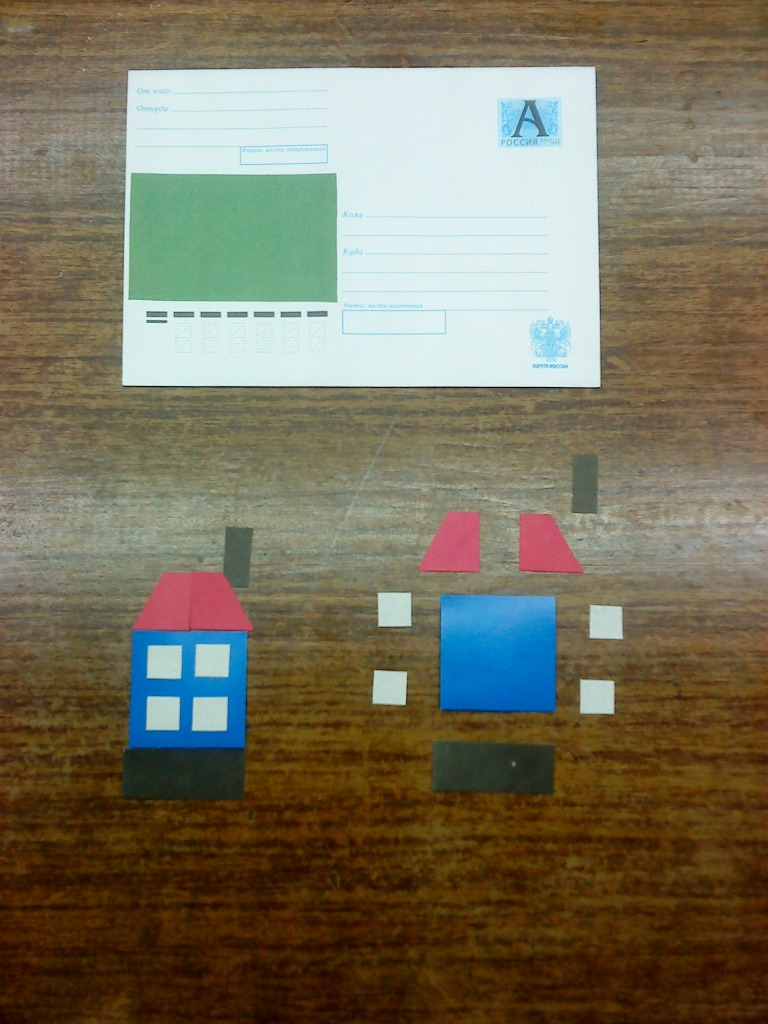 От кого
Откуда
Индекс места отправления
А
РОССИЯ
Кому
Куда
Индекс места назначения
ПОЧТА РОССИИ